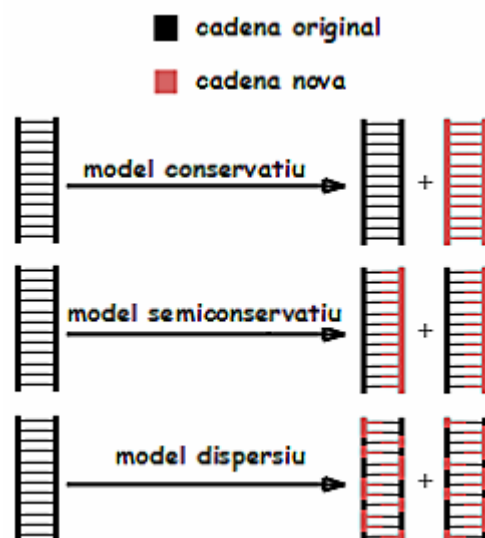 cadena original
cadena nova
model conservatiu
+
model semiconservatiu
+
model dispersiu
+